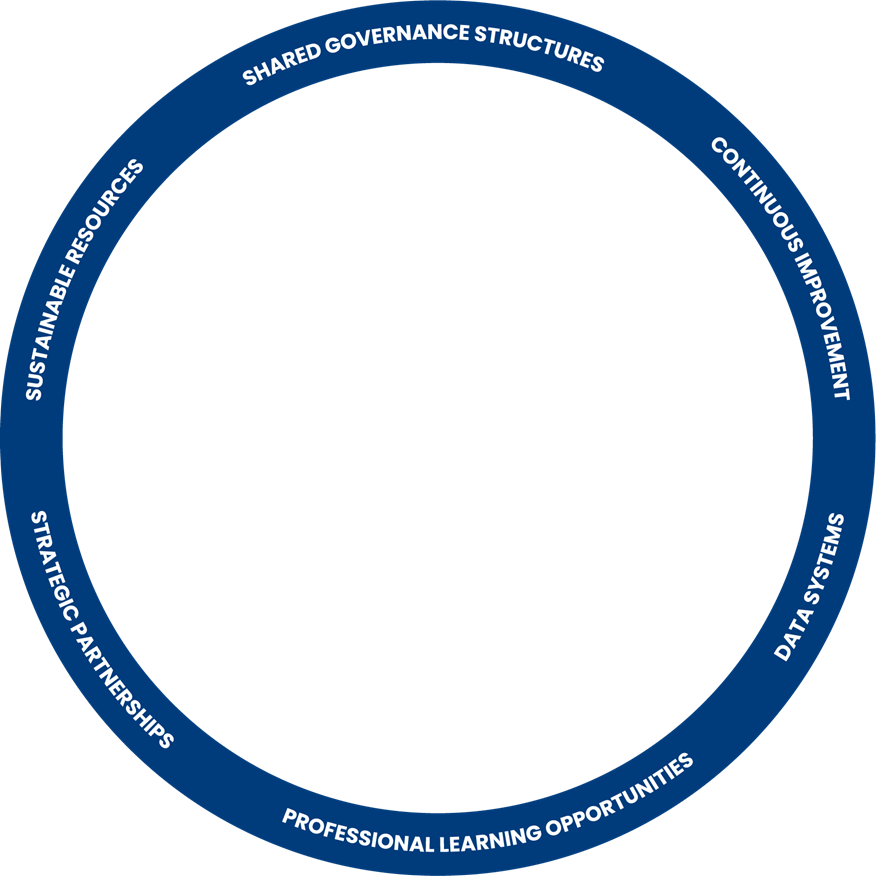 SHARED GOVERNANCE STRUCTURES
CONTINUOUS IMPROVEMENT
DATA SYSTEMS
PROFESSIONAL LEARNING OPPORTUNITIES
STRATEGIC PARTNERSHIPS
SUSTAINABLE RESOURCES